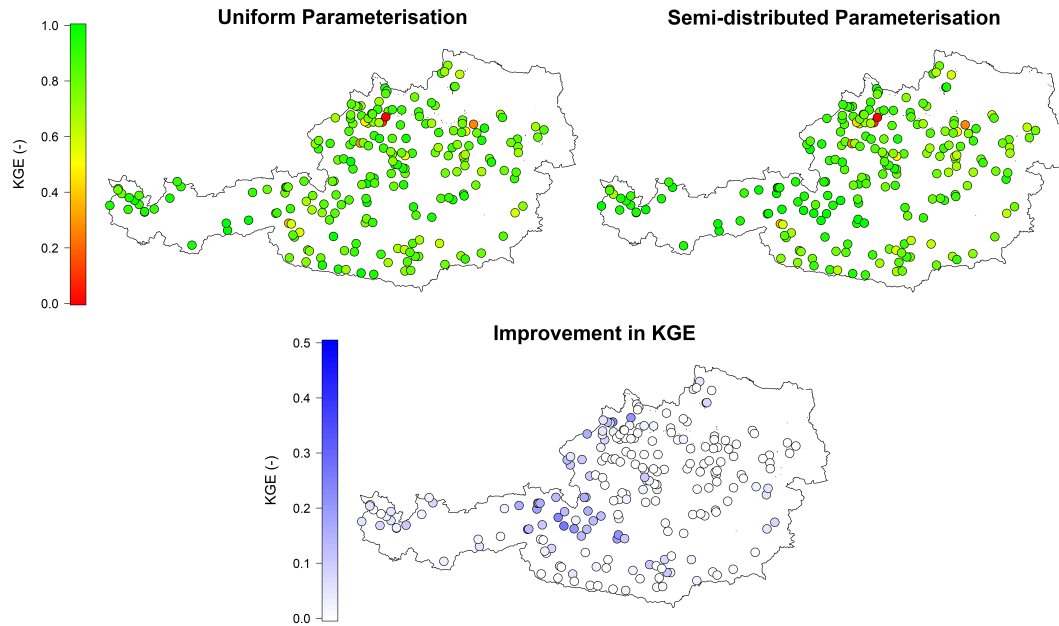 Uniform Parameterisation
Semi-distributed Parameterisation
1.0
0.8
0.6
0.4
0.2
0.0
KGE (-)
Improvement in KGE
0.5
0.4
0.3
0.2
0.1
0.0
KGE (-)